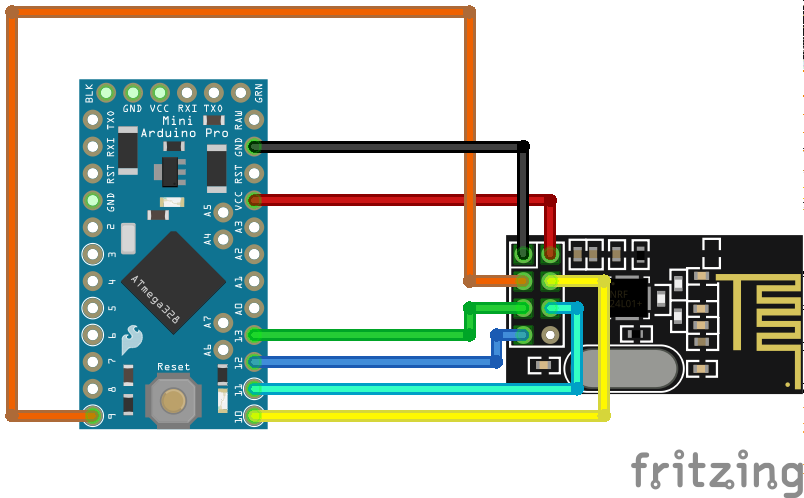 BLK
GND VCC RXI TXO
GRN
Mini
Arduino Pro
TXO
RXI
RST
GND
2
3
4
5
6
7
8
9
RAW
GND
RST
VCC
A3
A2
A1
A0
13
12
11
10
A5
A4
A7
A6
ATmega328
Reset
NRF
24L01+
fritzing